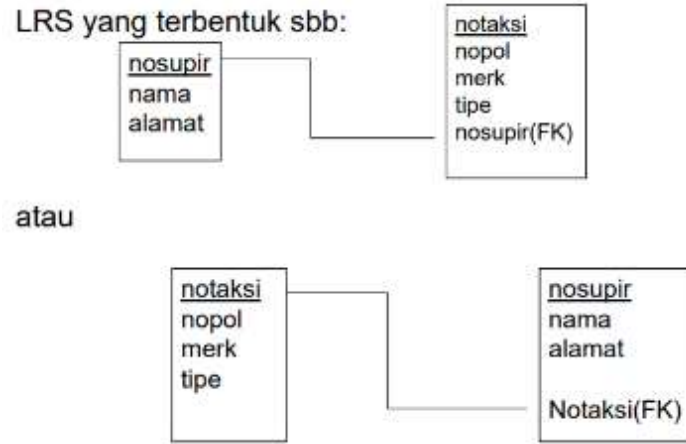 LRS yang terbentuk sbb:
nosupir
nama
alamat
notaksi
nopol
merk
tipe
nosupir(FK)
atau
notaksi
nopol
merk
tipe
nosupir
nama
alamat
Notaksi(FK)